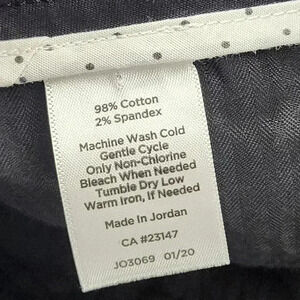 98% Cotton
2% Spandex
Machine Wash Cold
Gentle Cycle
Only Non-Chlorine
Bleach When Needed
Tumble Dry Low
Warm Iron, If Needed
Made In Jordan
CA #23147
JO3069 01/20